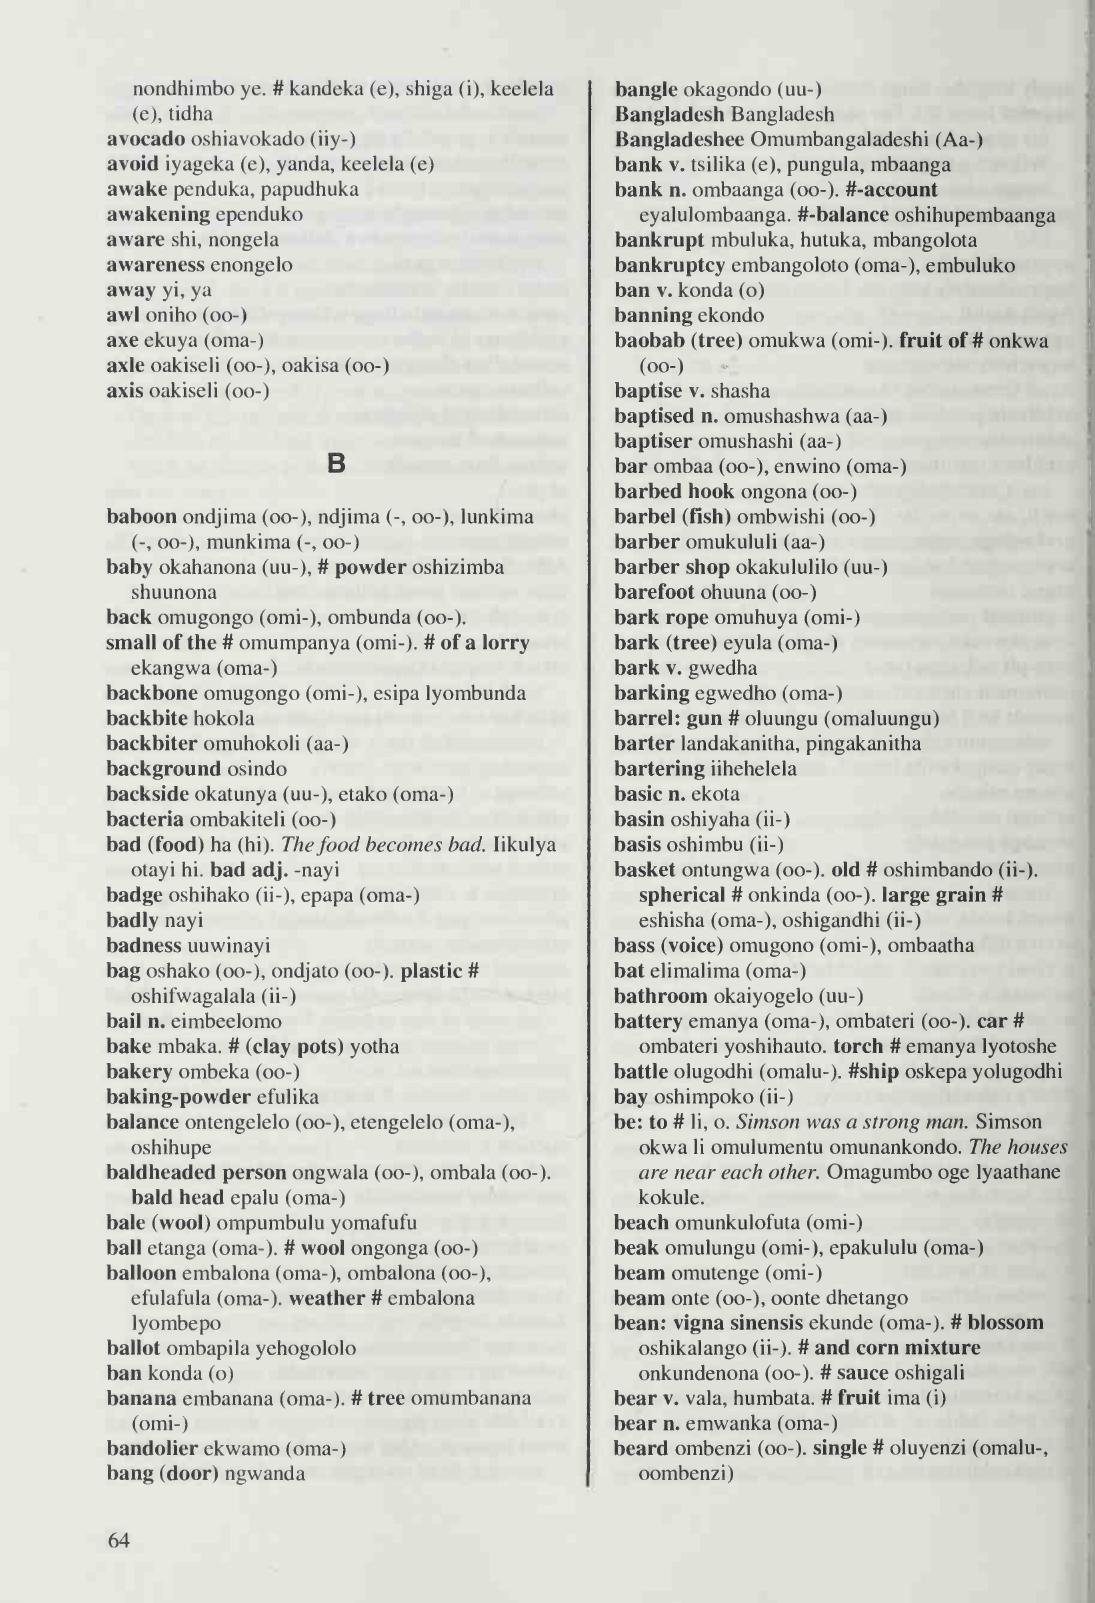 nondhimbo ye. # kandeka (e), shiga (i), keelela
(e), tidha
avocado oshiavokado (iiy-)
avoid iyageka (e), yanda, keelela (e)
awake penduka, papudhuka
awakening ependuko
aware shi, nongela
awareness enongelo
away yi, ya
awl oniho (oo-)
axe ekuya (oma-)
axle oakiseli (oo-), oakisa (oo-)
axis oakiseli (oo-)
B
baboon ondjima (oo-), ndjima (-, oo-), lunkima
(-, oo-), munkima (-, oo-)
baby okahanona (uu-), # powder oshizimba
shuunona
back omugongo (omi-), ombunda (oo-).
small of the # omumpanya (omi-). # of a lorry
ekangwa (oma-)
backbone omugongo (omi-), esipa lyombunda
backbite hokola
backbiter omuhokoli (aa-)
background osindo
backside okatunya (uu-), etako (oma-)
bacteria ombakiteli (oo-)
bad (food) ha (hi). The food becomes bad. Iikulya
otayi hi. bad adj. -nayi
badge oshihako (ii-), epapa (oma-)
badly nayi
badness uuwinayi
bag oshako (oo-), ondjato (oo-). plastic #
oshifwagalala (ii-)
bail n. eimbeelomo
bake mbaka. # (clay pots) yotha
bakery ombeka (oo-)
baking-powder efulika
balance ontengelelo (oo-), etengelelo (oma-),
oshihupe
baldheaded person ongwala (oo-), ombala (oo-).
bald head epalu (oma-)
bale (wool) ompumbulu yomafufu
ball etanga (oma-). # wool ongonga (oo-)
balloon embalona (oma-), ombalona (oo-),
efulafula (oma-). weather # embalona
lyombepo
ballot ombapila yehogololo
ban konda (o)
banana embanana (oma-). # tree omumbanana
(omi-)
bandolier ekwamo (oma-)
bang (door) ngwanda
bangle okagondo (uu-)
Bangladesh Bangladesh
Bangladeshee Omumbangaladeshi (Aa-)
bank v. tsilika (e), pungula, mbaanga
bank n. ombaanga (oo-). #-account
eyalulombaanga. #-balance oshihupembaanga
bankrupt mbuluka, hutuka, mbangolota
bankruptcy embangoloto (oma-), embuluko
ban v. konda (o)
banning ekondo
baobab (tree) omukwa (omi-). fruit of # onkwa
(oo-)
baptise v. shasha
baptised n. omushashwa (aa-)
baptiser omushashi (aa-)
bar ombaa (oo-), enwino (oma-)
barbed hook ongona (oo-)
barbel (fish) ombwishi (oo-)
barber omukululi (aa-)
barber shop okakululilo (uu-)
barefoot ohuuna (oo-)
bark rope omuhuya (omi-)
bark (tree) eyula (oma-)
bark v. gwedha
barking egwedho (oma-)
barrel: gun # oluungu (omaluungu)
barter landakanitha, pingakanitha
bartering iihehelela
basic n. ekota
basin oshiyaha (ii-)
basis oshimbu (ii-)
basket ontungwa (oo-). old # oshimbando (ii-).
spherical # onkinda (oo-). large grain #
eshisha (oma-), oshigandhi (ii-)
bass (voice) omugono (omi-), ombaatha
bat elimalima (oma-)
bathroom okaiyogelo (uu-)
battery emanya (oma-), ombateri (oo-). car #
ombateri yoshihauto. torch # emanya lyotoshe
battle olugodhi (omalu-). #ship oskepa yolugodhi
bay oshimpoko (ii-)
be: to # li, o. Simson was a strong man. Simson
okwa li omulumentu omunankondo. The houses
are near each other. Omagumbo oge lyaathane
kokule.
beach omunkulofuta (omi-)
beak omulungu (omi-), epakululu (oma-)
beam omutenge (omi-)
beam onte (oo-), oonte dhetango
bean: vigna sinensis ekunde (oma-). # blossom
oshikalango (ii-). # and corn mixture
onkundenona (oo-). # sauce oshigali
bear v. vala, humbata. # fruit ima (i)
bear n. emwanka (oma-)
beard ombenzi (oo-). single # oluyenzi (omalu-,
oombenzi)
64